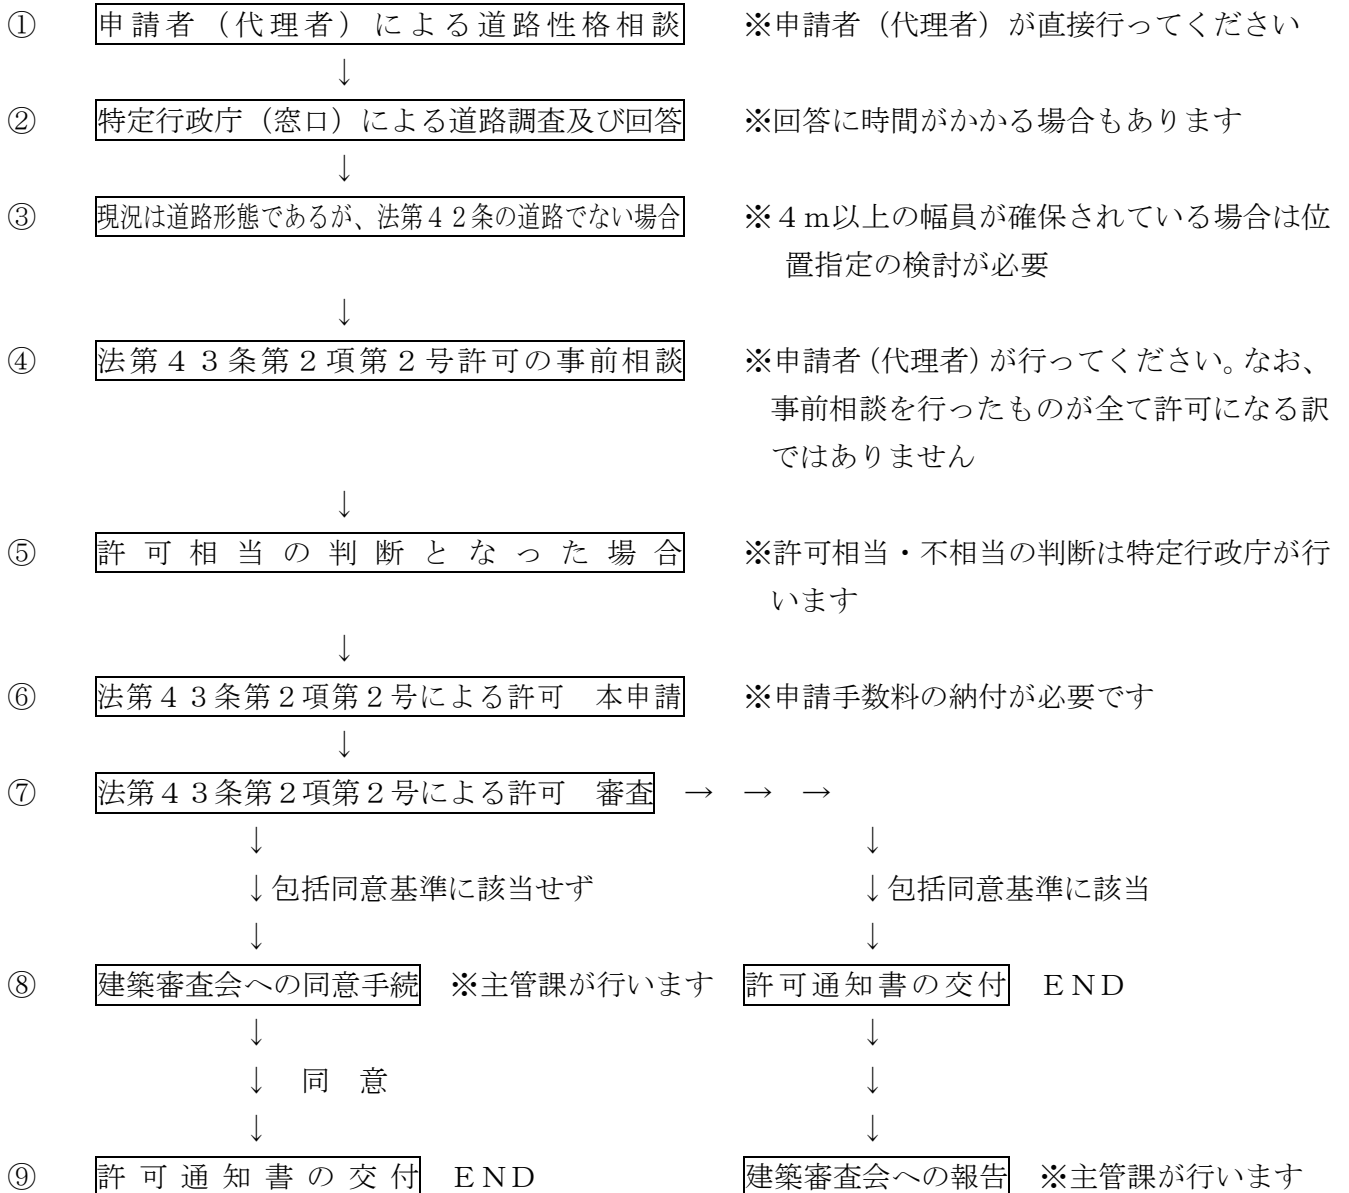 ① 申請者（代理者）による道路性格相談 ※申請者（代理者）が直接行ってください
↓
② 特定行政庁（窓口）による道路調査及び回答 ※回答に時間がかかる場合もあります
↓
③ 現況は道路形態であるが、法第４２条の道路でない場合 ※４ｍ以上の幅員が確保されている場合は位
置指定の検討が必要
↓
④ 法第４３条第２項第２号許可の事前相談 ※申請者（代理者）が行ってください。なお、
事前相談を行ったものが全て許可になる訳
ではありません
↓
⑤ 許可相当の判断となった場合 ※許可相当・不相当の判断は特定行政庁が行
います
↓
⑥ 法第４３条第２項第２号による許可　本申請 ※申請手数料の納付が必要です
↓
⑦ 法第４３条第２項第２号による許可　審査 → → →
↓ ↓
↓包括同意基準に該当せず ↓包括同意基準に該当
↓ ↓
⑧ 建築審査会への同意手続 ※主管課が行います 許可通知書の交付 ＥＮＤ
↓ ↓
↓ 同　意 ↓
↓ ↓
⑨ 許可通知書の交付 ＥＮＤ 建築審査会への報告 ※主管課が行います